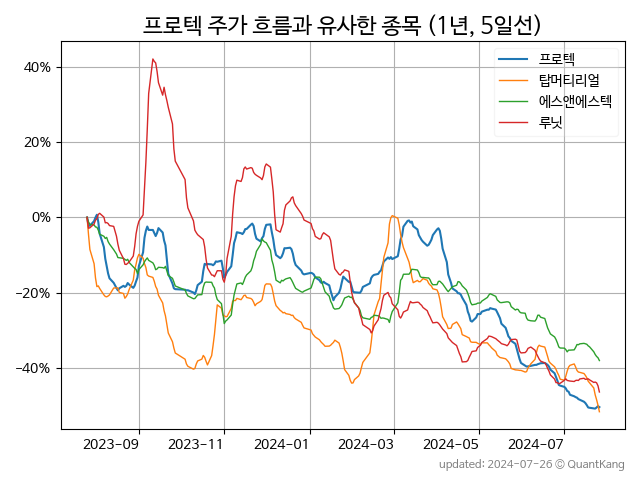 프로텍 주가 흐름과 유사한 종목 (1년, 5일선)
프로텍
탑머티리얼
에스앤에스텍
루닛
40%
20%
0%
−20%
−40%
2023−09
2023−11
2024−01
2024−03
2024−05
2024−07
updated: 2024-07-26 © QuantKang